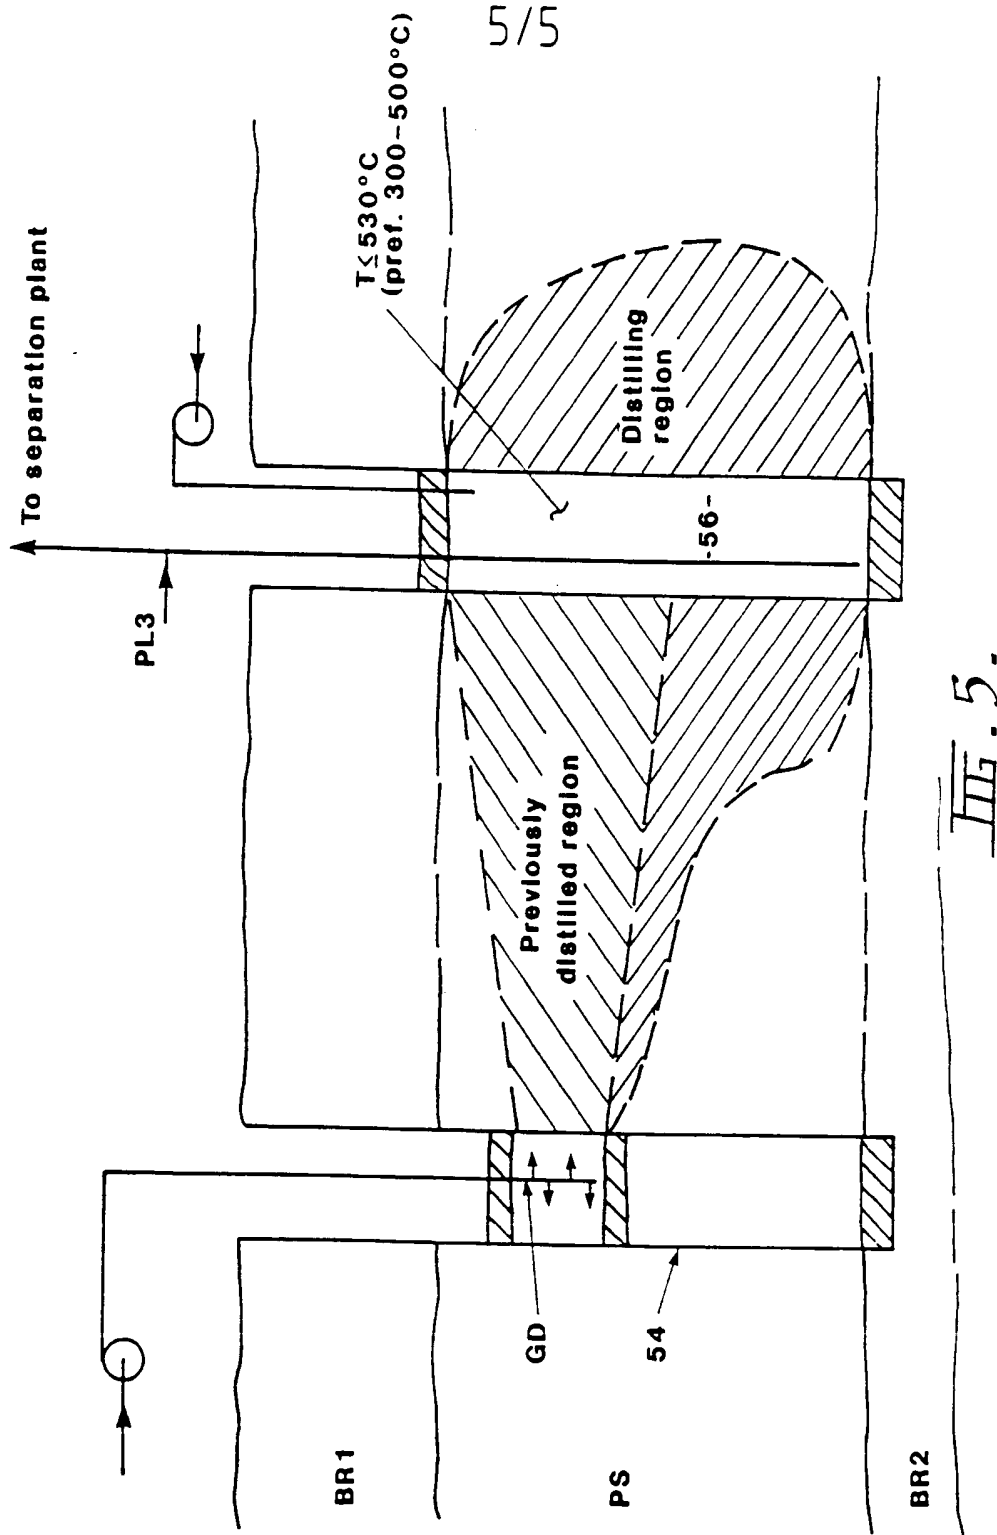 5/5
To separation plant
PL3
T≤530°C
(pref. 300-500°C)
Distilling
region
-56-
Previously
distilled region
GD
54
BR1
PS
BR2
FIG. 5.